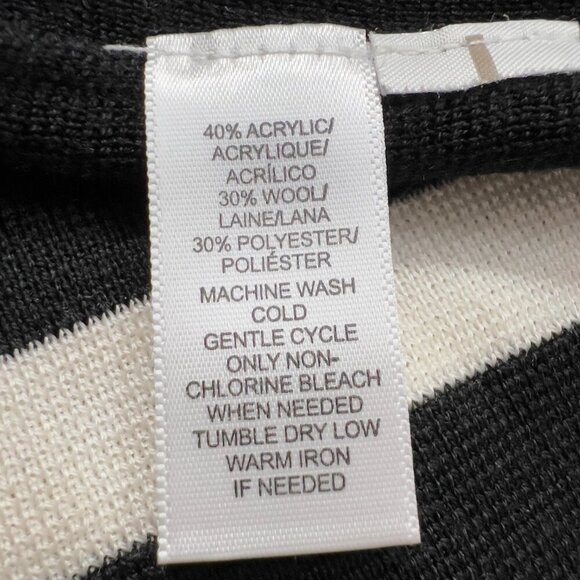 40% ACRYLIC/
ACRYLIQUE/
ACRÍLICO
30% WOOL/
LAINE/LANA
30% POLYESTER/
POLIÉSTER
MACHINE WASH
COLD
GENTLE CYCLE
ONLY NON-
CHLORINE BLEACH
WHEN NEEDED
TUMBLE DRY LOW
WARM IRON
IF NEEDED